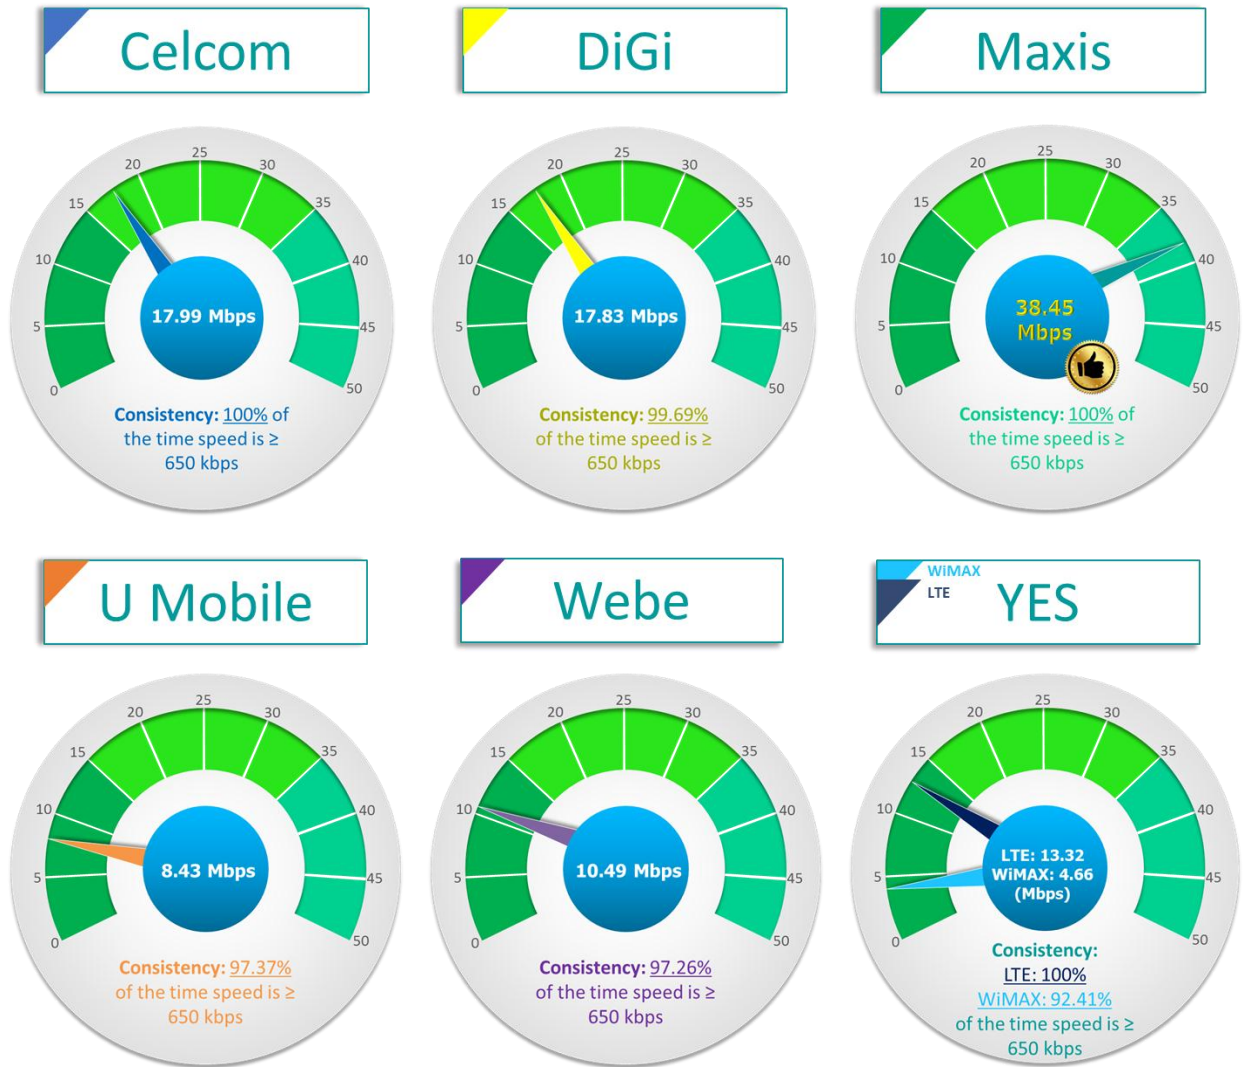 Celcom
DiGi
Maxis
0
5
10
15
20
25
30
35
40
45
50
17.99 Mbps
Consistency: 100% of
the time speed is ≥
650 kbps
0
5
10
15
20
25
30
35
40
45
50
17.83 Mbps
Consistency: 99.69%
of the time speed is ≥
650 kbps
0
5
10
15
20
25
30
35
40
45
50
38.45
Mbps
Consistency: 100% of
the time speed is ≥
650 kbps
U Mobile
Webe
WiMAX
LTE
YES
0
5
10
15
20
25
30
35
40
45
50
8.43 Mbps
Consistency: 97.37%
of the time speed is ≥
650 kbps
0
5
10
15
20
25
30
35
40
45
50
10.49 Mbps
Consistency: 97.26%
of the time speed is ≥
650 kbps
0
5
10
15
20
25
30
35
40
45
50
LTE: 13.32
WiMAX: 4.66
(Mbps)
Consistency:
LTE: 100%
WiMAX: 92.41%
of the time speed is ≥
650 kbps